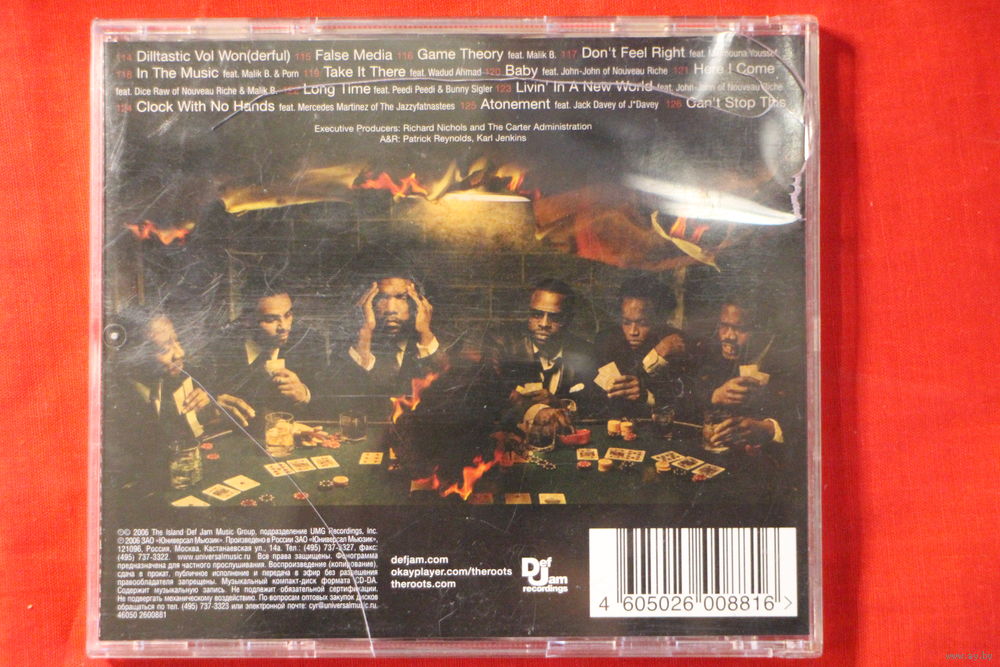 114 Dilltastic Vol Won(derful) 115 False Media 116 Game Theory feat. Malik B. 117 Don't Feel Right feat. Maimouna Youssef
118 In The Music feat. Malik B. & Porn 119 Take It There feat. Wadud Ahmad 120 Baby feat. John-John of Nouveau Riche 121 Here I Come
feat. Dice Raw of Nouveau Riche & Malik B. 122 Long Time feat. Peedi Peedi & Bunny Sigler 123 Livin' In A New World feat. John-John of Nouveau Riche
124 Clock With No Hands feat. Mercedes Martinez of The Jazzyfatnastees 125 Atonement feat. Jack Davey of J*Davey 126 Can't Stop This
Executive Producers: Richard Nichols and The Carter Administration
A&R: Patrick Reynolds, Karl Jenkins
℗© 2006 The Island Def Jam Music Group, подразделение UMG Recordings, Inc.
℗ 2006 ЗАО «Юниверсал Мьюзик». Произведено в России ЗАО «Юниверсал Мьюзик»,
121096, Россия, Москва, Кастанаевская ул., 14а. Тел.: (495) 737-3327, факс:
(495) 737-3322. www.universalmusic.ru Все права защищены. Фонограмма
предназначена для частного прослушивания. Воспроизведение (копирование),
сдача в прокат, публичное исполнение и передача в эфир без разрешения
правообладателя запрещены. Музыкальный компакт-диск формата CD-DA.
Содержит музыкальную запись. Не подлежит обязательной сертификации.
Не подвергать механическому воздействию. По вопросам оптовых закупок дисков
обращаться по тел. (495) 737-3323 или электронной почте: cyr@universalmusic.ru.
46050 2600881
defjam.com
okayplayer.com/theroots
theroots.com
Def
Jam
recordings
4 605026 008816 >
www.ay.by